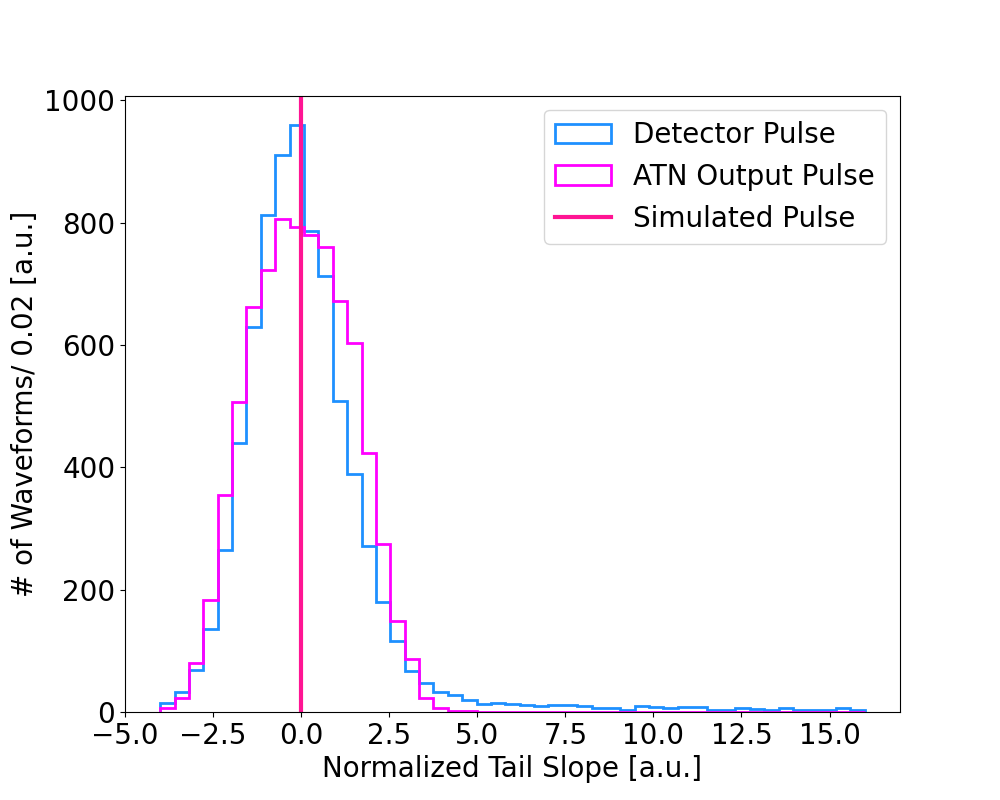 1000
800
600
400
200
0
# of Waveforms/ 0.02 [a.u.]
Detector Pulse
ATN Output Pulse
Simulated Pulse
−5.0 −2.5 0.0 2.5 5.0 7.5 10.0 12.5 15.0
Normalized Tail Slope [a.u.]